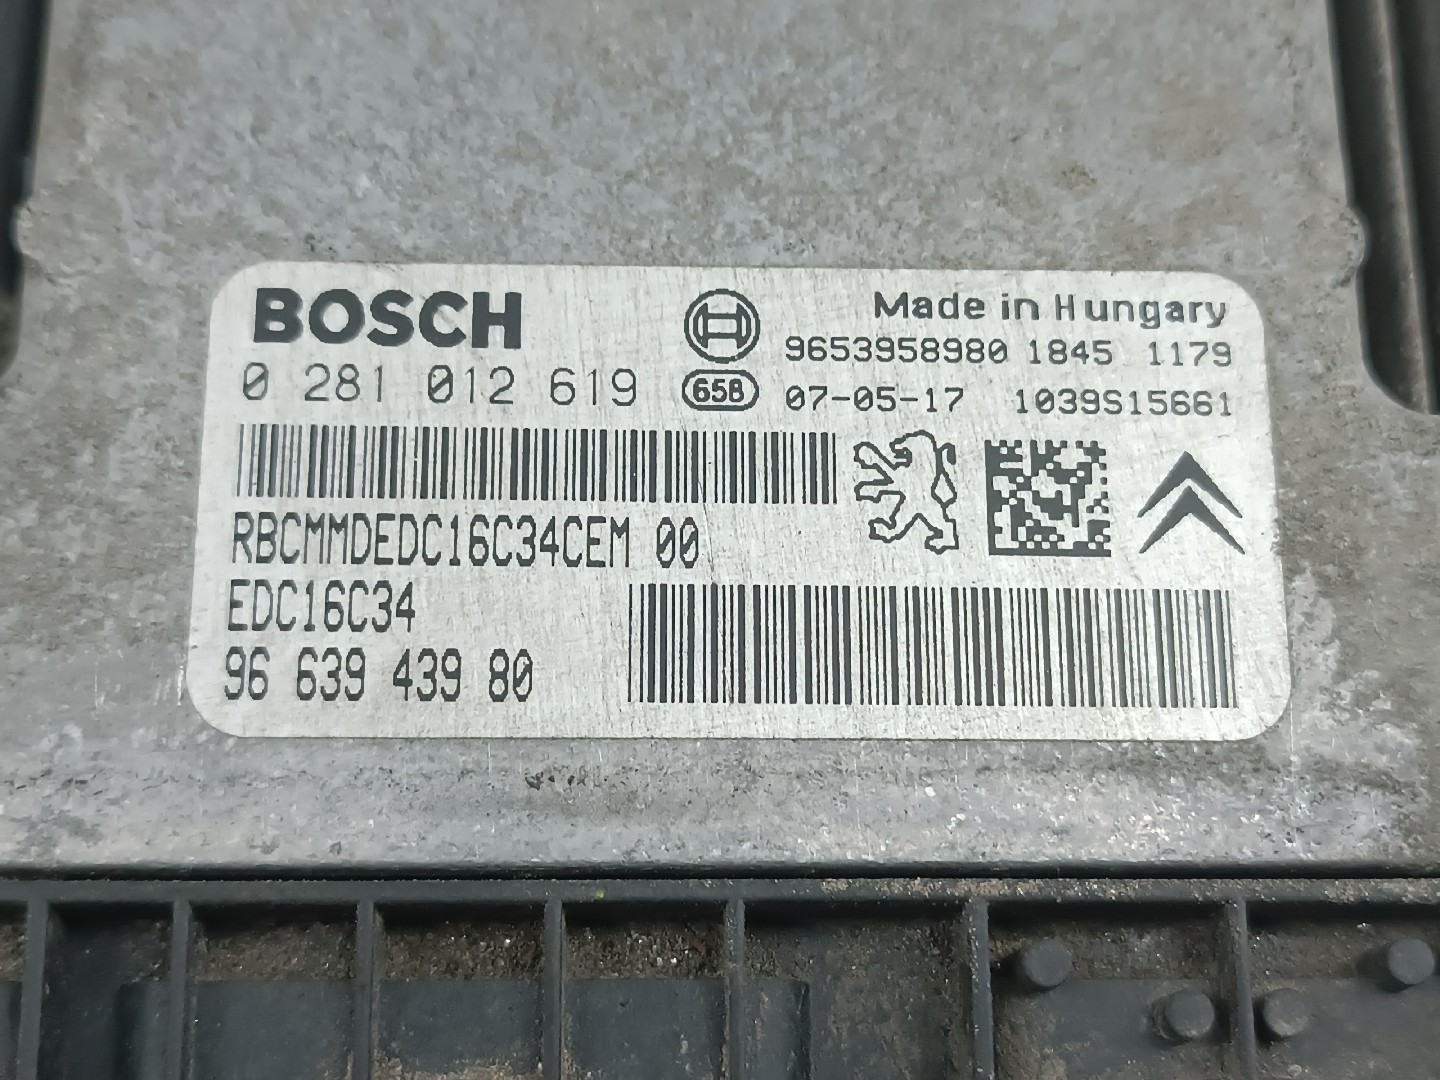 BOSCH
Made in Hungary
9653958980 1845 1179
0 281 012 619
658
07-05-17 1039S15661
RBCMMDEDC16C34CEM 00
EDC16C34
96 639 439 80